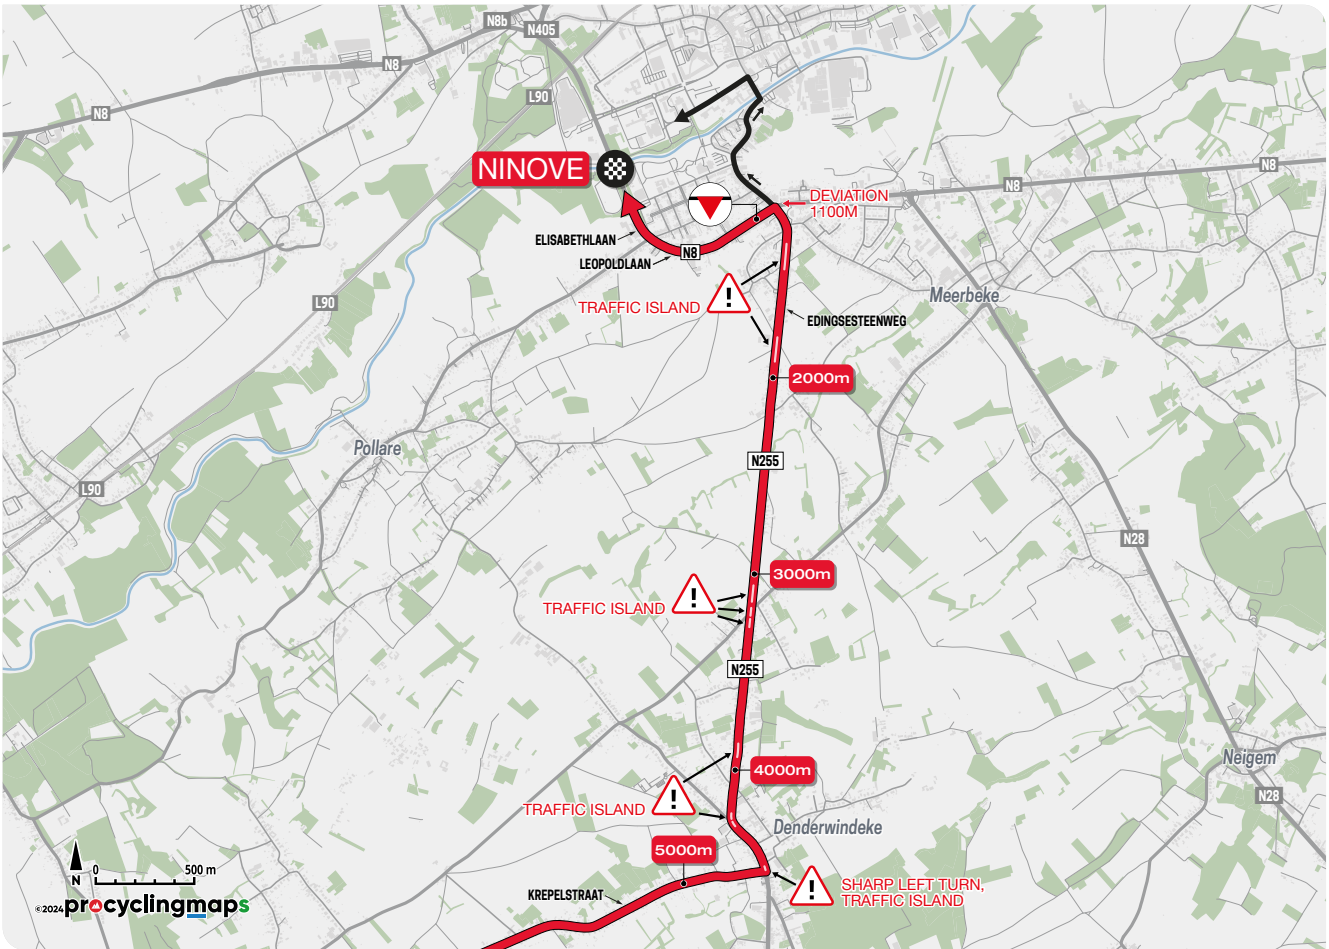 N8b
N405
N8
N8
L90
NINOVE
N8
N8
DEVIATION
1100M
ELISABETHLAAN
LEOPOLDLAAN
N8
TRAFFIC ISLAND
!
EDINGSESTEENWEG
Meerbeke
L90
2000m
Pollare
N255
L90
N28
3000m
TRAFFIC ISLAND
!
N255
Neigem
4000m
N28
TRAFFIC ISLAND
!
Denderwindeke
5000m
KREPELSTRAAT
!
SHARP LEFT TURN,
TRAFFIC ISLAND
N
0 500 m
©2024 procyclingmaps